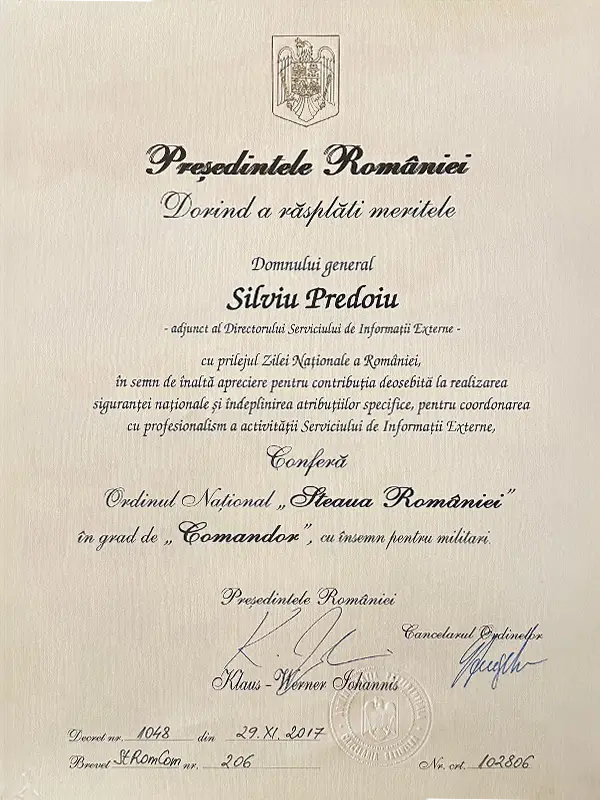 Președintele României
Dorind a răsplăti meritele
Domnului general
Silviu Predoiu
- adjunct al Directorului Serviciului de Informații Externe -
cu prilejul Zilei Naționale a României,
în semn de înaltă apreciere pentru contribuția deosebită la realizarea
siguranței naționale și îndeplinirea atribuțiilor specifice, pentru coordonarea
cu profesionalism a activității Serviciului de Informații Externe,
Conferă
Ordinul Național „Steaua României”
în grad de „Comandor”, cu însemn pentru militari.
Președintele României
Cancelarul Ordinelor
Klaus - Werner Iohannis
Decret nr. 1048 din 29.XI.2017
Brevet StRomCom nr. 206
Nr. crt. 102806